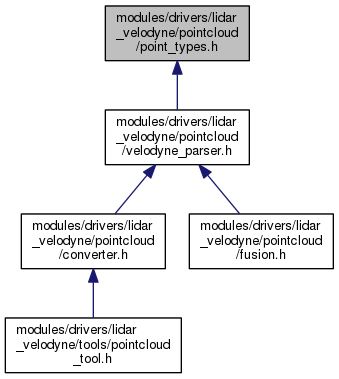 modules/drivers/lidar
_velodyne/pointcloud
/point_types.h
modules/drivers/lidar
_velodyne/pointcloud
/velodyne_parser.h
modules/drivers/lidar
_velodyne/pointcloud
/converter.h
modules/drivers/lidar
_velodyne/pointcloud
/fusion.h
modules/drivers/lidar
_velodyne/tools/pointcloud
_tool.h